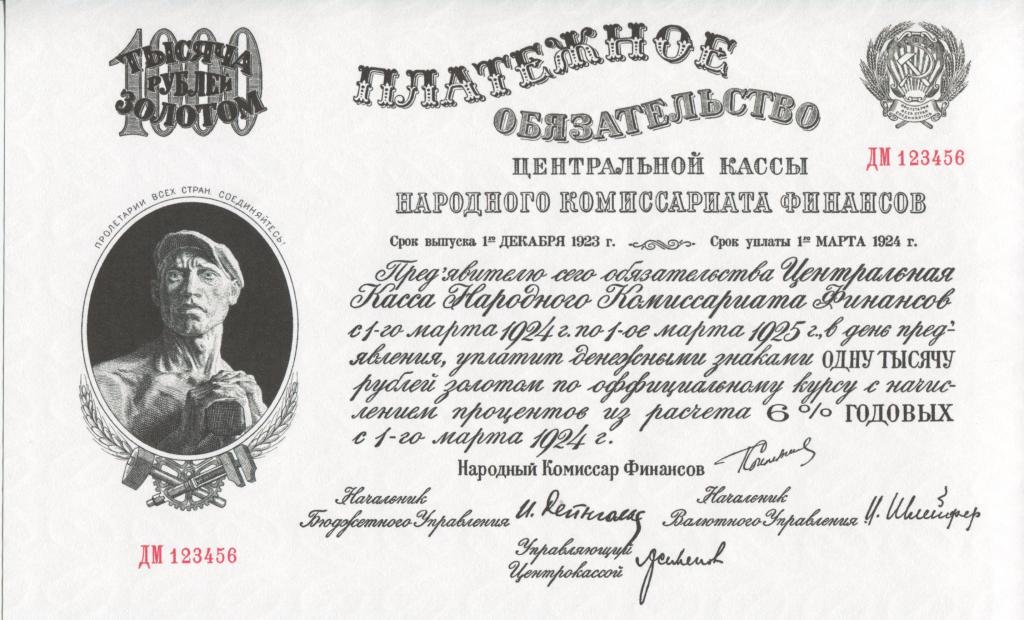 1000
ТЫСЯЧА
РУБЛЕЙ
ЗОЛОТОМ
ПЛАТЕЖНОЕ
ОБЯЗАТЕЛЬСТВО
ЦЕНТРАЛЬНОЙ КАССЫ
НАРОДНОГО КОМИССАРИАТА ФИНАНСОВ
ДМ 123456
Срок выпуска 1го ДЕКАБРЯ 1923 г. Срок уплаты 1го МАРТА 1924 г.
ПРОЛЕТАРИИ ВСЕХ СТРАН, СОЕДИНЯЙТЕСЬ!
Пред'явителю сего обязательства Центральная
Касса Народного Комиссариата Финансов
с 1-го марта 1924 г. по 1-ое марта 1925 г., в день пред'-
явления, уплатит денежными знаками ОДНУ ТЫСЯЧУ
рублей золотом по оффициальному курсу с начис-
лением процентов из расчета 6% ГОДОВЫХ
с 1-го марта 1924 г.
Народный Комиссар Финансов
Начальник
Бюджетного Управления
Начальник
Валютного Управления
Управляющий
Центрокассой
ДМ 123456